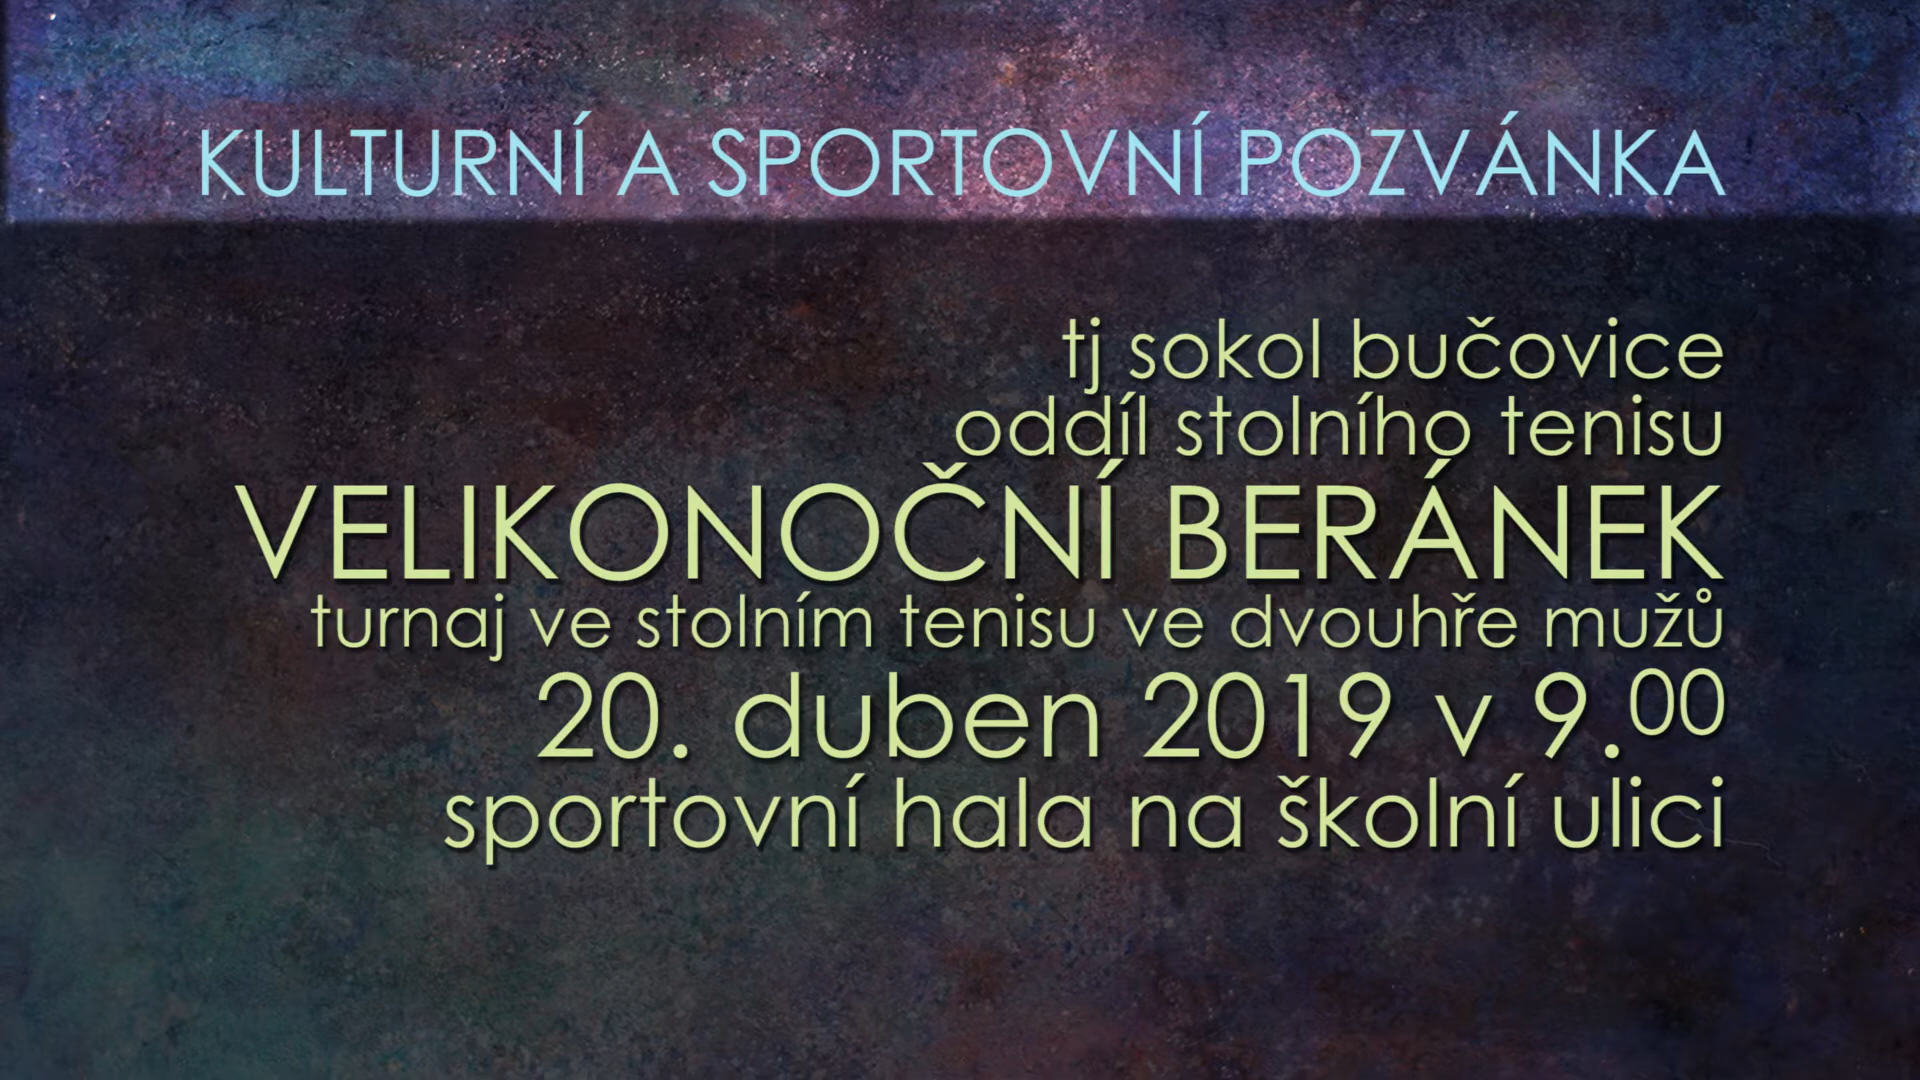 KULTURNÍ A SPORTOVNÍ POZVÁNKA
tj sokol bučovice
oddíl stolního tenisu
VELIKONOČNÍ BERÁNEK
turnaj ve stolním tenisu ve dvouhře mužů
20. duben 2019 v 9.00
sportovní hala na školní ulici